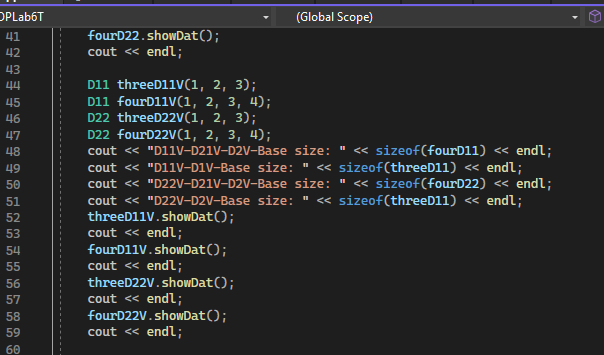 OPLab6T (Global Scope)
41 fourD22.showDat();
42 cout << endl;
43
44 D11 threeD11V(1, 2, 3);
45 D11 fourD11V(1, 2, 3, 4);
46 D22 threeD22V(1, 2, 3);
47 D22 fourD22V(1, 2, 3, 4);
48 cout << "D11V-D21V-D2V-Base size: " << sizeof(fourD11) << endl;
49 cout << "D11V-D1V-Base size: " << sizeof(threeD11) << endl;
50 cout << "D22V-D21V-D2V-Base size: " << sizeof(fourD22) << endl;
51 cout << "D22V-D2V-Base size: " << sizeof(threeD11) << endl;
52 threeD11V.showDat();
53 cout << endl;
54 fourD11V.showDat();
55 cout << endl;
56 threeD22V.showDat();
57 cout << endl;
58 fourD22V.showDat();
59 cout << endl;
60